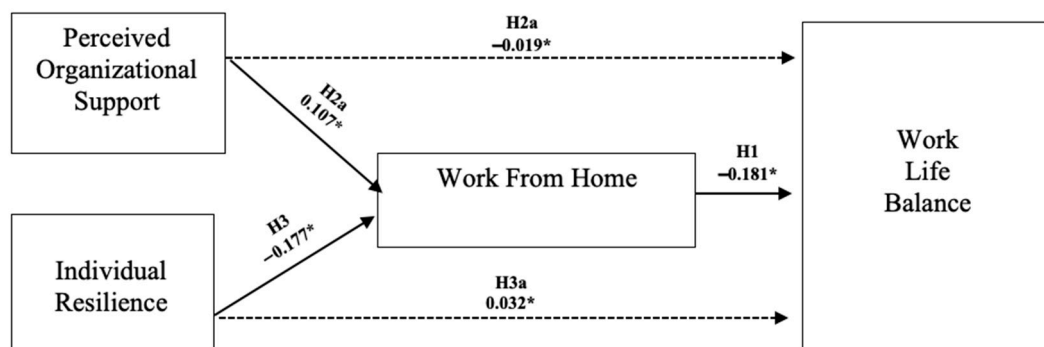 Perceived
Organizational
Support
H2a
−0.019*
H2a
0.107*
Work From Home
H1
−0.181*
Work
Life
Balance
H3
−0.177*
Individual
Resilience
H3a
0.032*